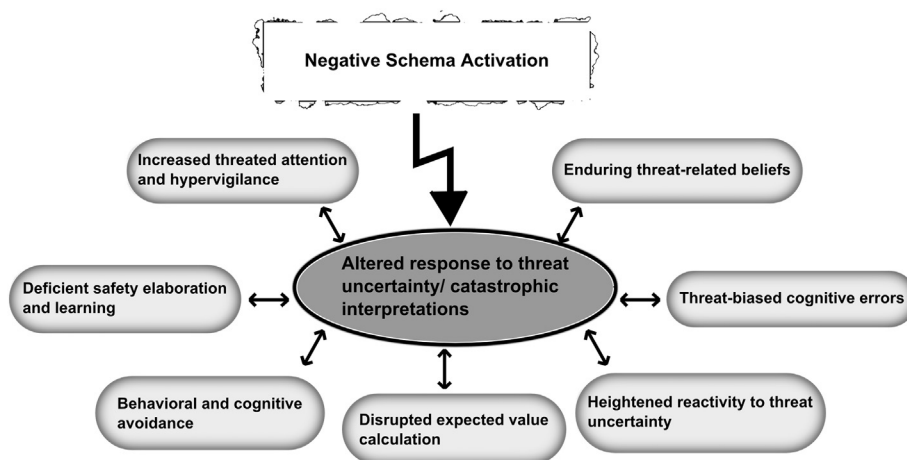 Negative Schema Activation
Increased threated attention
and hypervigilance
Enduring threat-related beliefs
Altered response to threat
uncertainty/ catastrophic
interpretations
Deficient safety elaboration
and learning
Threat-biased cognitive errors
Behavioral and cognitive
avoidance
Disrupted expected value
calculation
Heightened reactivity to threat
uncertainty